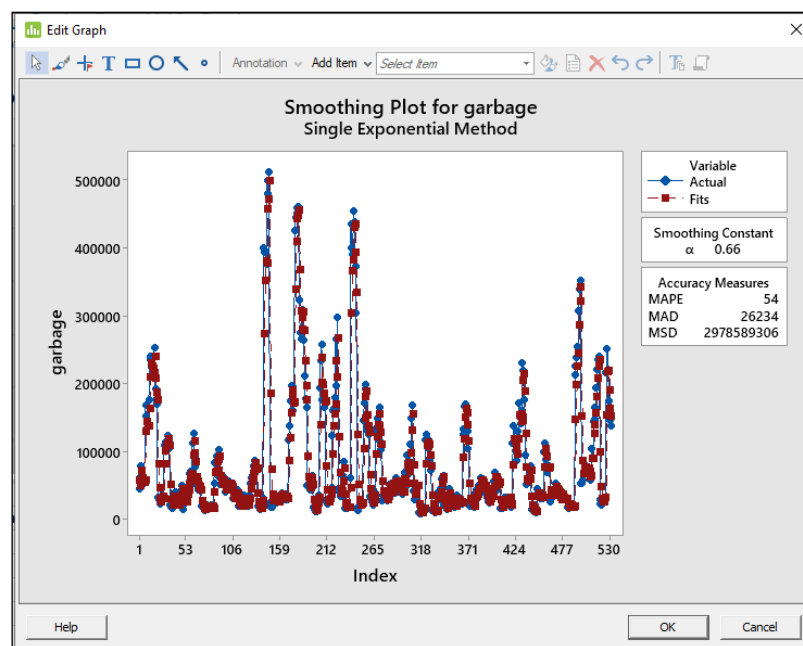 Edit Graph
T Annotation Add Item Select Item
Smoothing Plot for garbage
Single Exponential Method
Variable
Actual
Fits
Smoothing Constant
α 0.66
Accuracy Measures
MAPE 54
MAD 26234
MSD 2978589306
garbage
500000
400000
300000
200000
100000
0
1 53 106 159 212 265 318 371 424 477 530
Index
Help OK Cancel